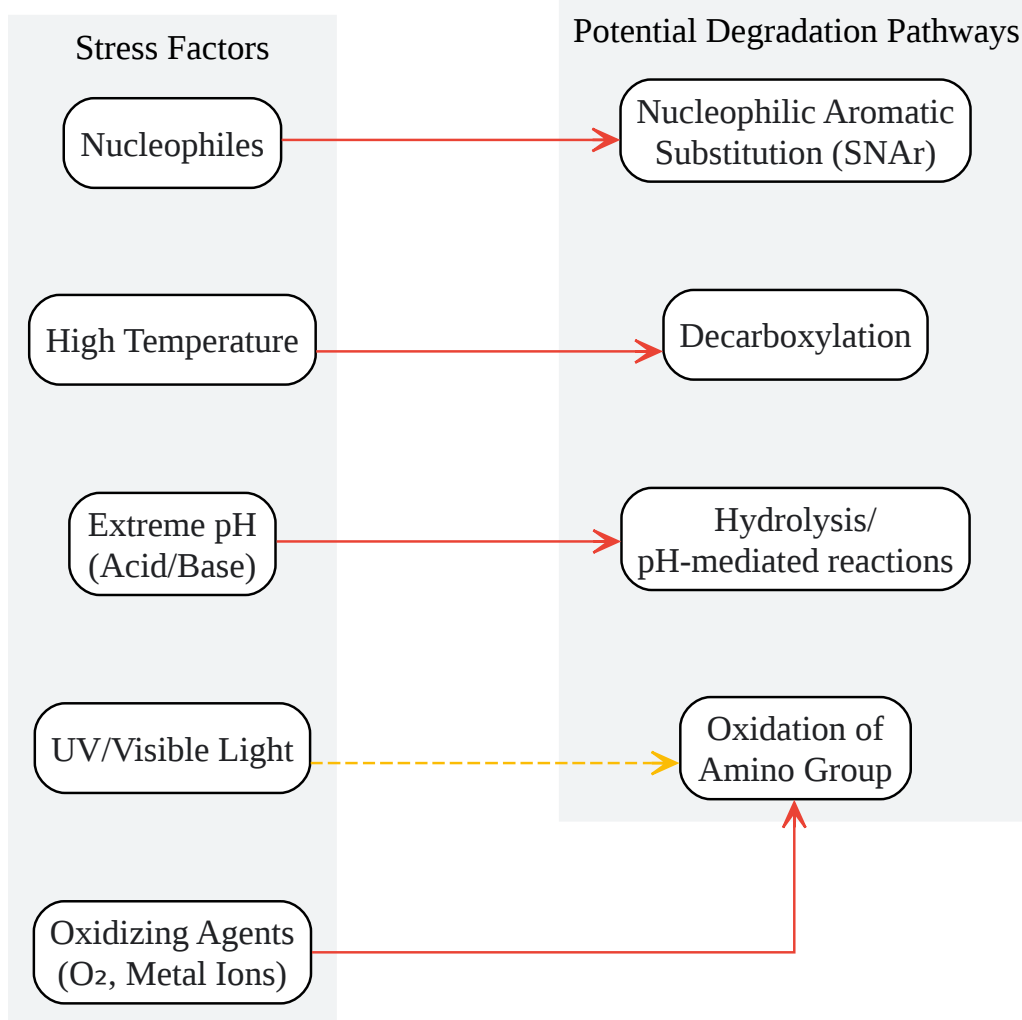 Stress Factors
Potential Degradation Pathways
Nucleophiles
Nucleophilic Aromatic
Substitution (SNAr)
High Temperature
Decarboxylation
Extreme pH
(Acid/Base)
Hydrolysis/
pH-mediated reactions
UV/Visible Light
Oxidation of
Amino Group
Oxidizing Agents
(O₂, Metal Ions)